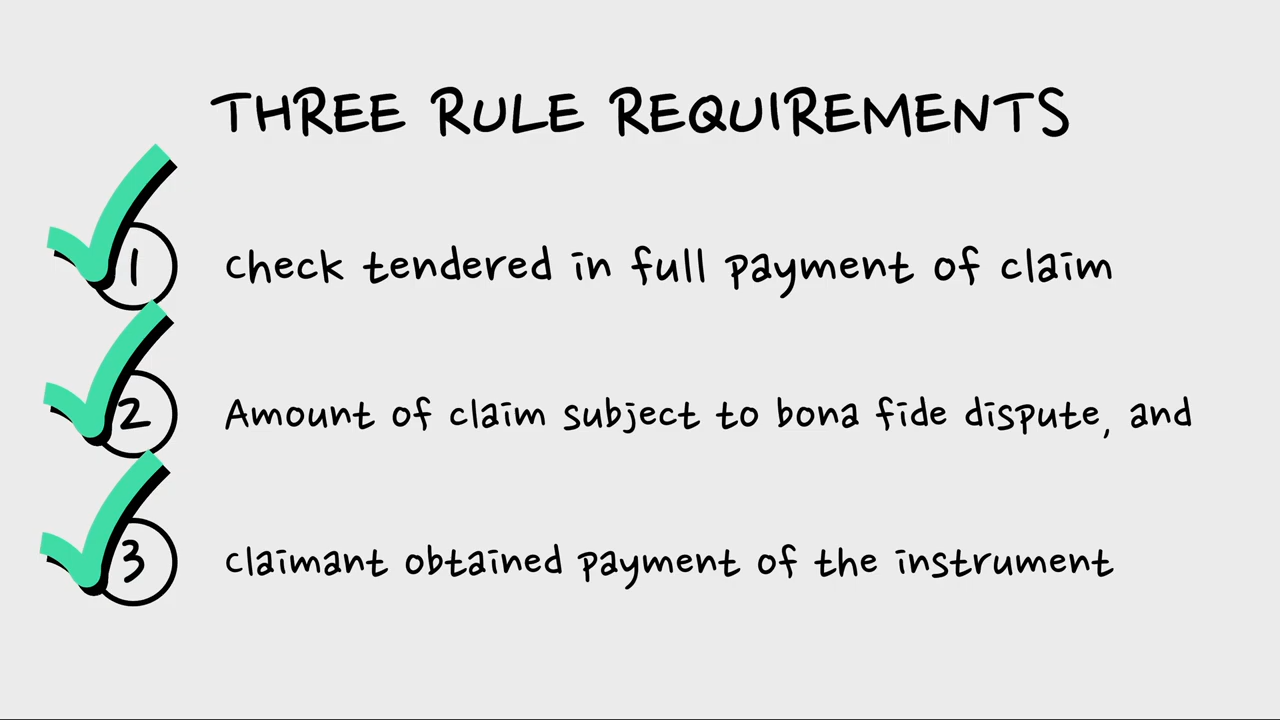 THREE RULE REQUIREMENTS
1 Check tendered in full payment of claim
2 Amount of claim subject to bona fide dispute, and
3 Claimant obtained payment of the instrument